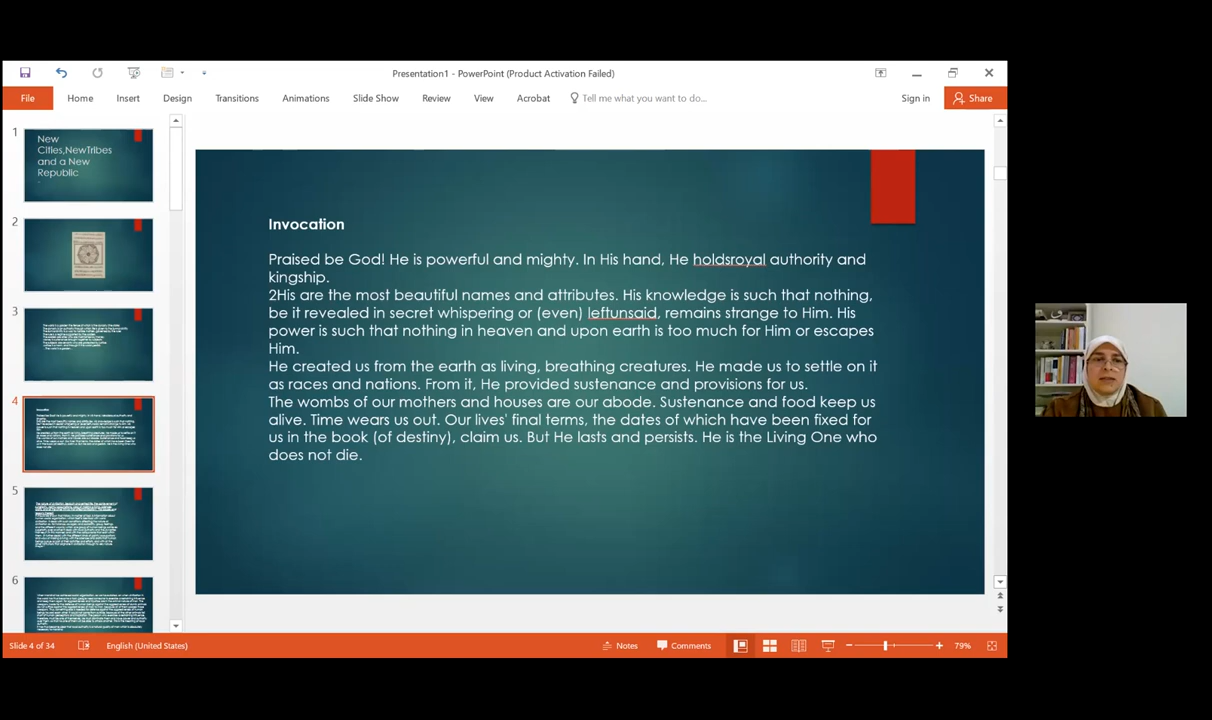 Presentation1 - PowerPoint (Product Activation Failed)
File Home Insert Design Transitions Animations Slide Show Review View Acrobat Tell me what you want to do... Sign in Share
1
New
Cities,NewTribes
and a New
Republic
2
3
4
5
6
Invocation
Praised be God! He is powerful and mighty. In His hand, He holdsroyal authority and
kingship.
2His are the most beautiful names and attributes. His knowledge is such that nothing,
be it revealed in secret whispering or (even) leftunsaid, remains strange to Him. His
power is such that nothing in heaven and upon earth is too much for Him or escapes
Him.
He created us from the earth as living, breathing creatures. He made us to settle on it
as races and nations. From it, He provided sustenance and provisions for us.
The wombs of our mothers and houses are our abode. Sustenance and food keep us
alive. Time wears us out. Our lives' final terms, the dates of which have been fixed for
us in the book (of destiny), claim us. But He lasts and persists. He is the Living One who
does not die.
Slide 4 of 34 English (United States) Notes Comments 79%